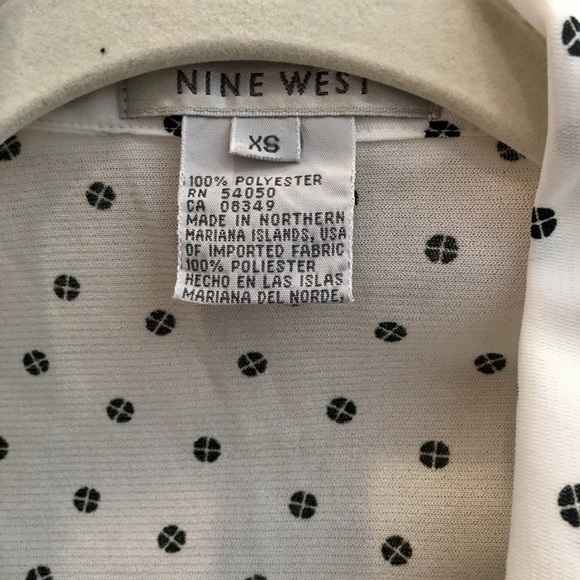 NINE WEST
XS
100% POLYESTER
RN 54050
CA 08349
MADE IN NORTHERN
MARIANA ISLANDS, USA
OF IMPORTED FABRIC
100% POLIESTER
HECHO EN LAS ISLAS
MARIANA DEL NORDE,